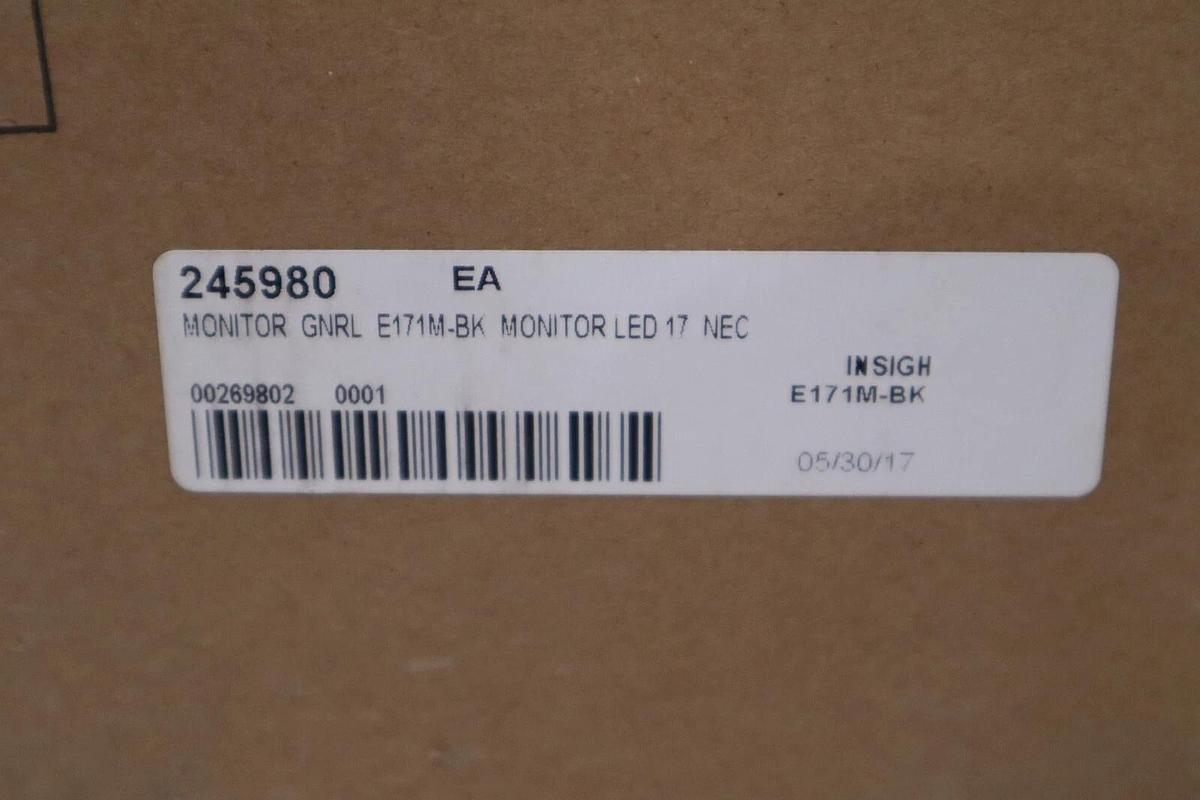 245980 EA
MONITOR GNRL E171M-BK MONITOR LED 17 NEC
INSIGH
00269802 0001
E171M-BK
05/30/17